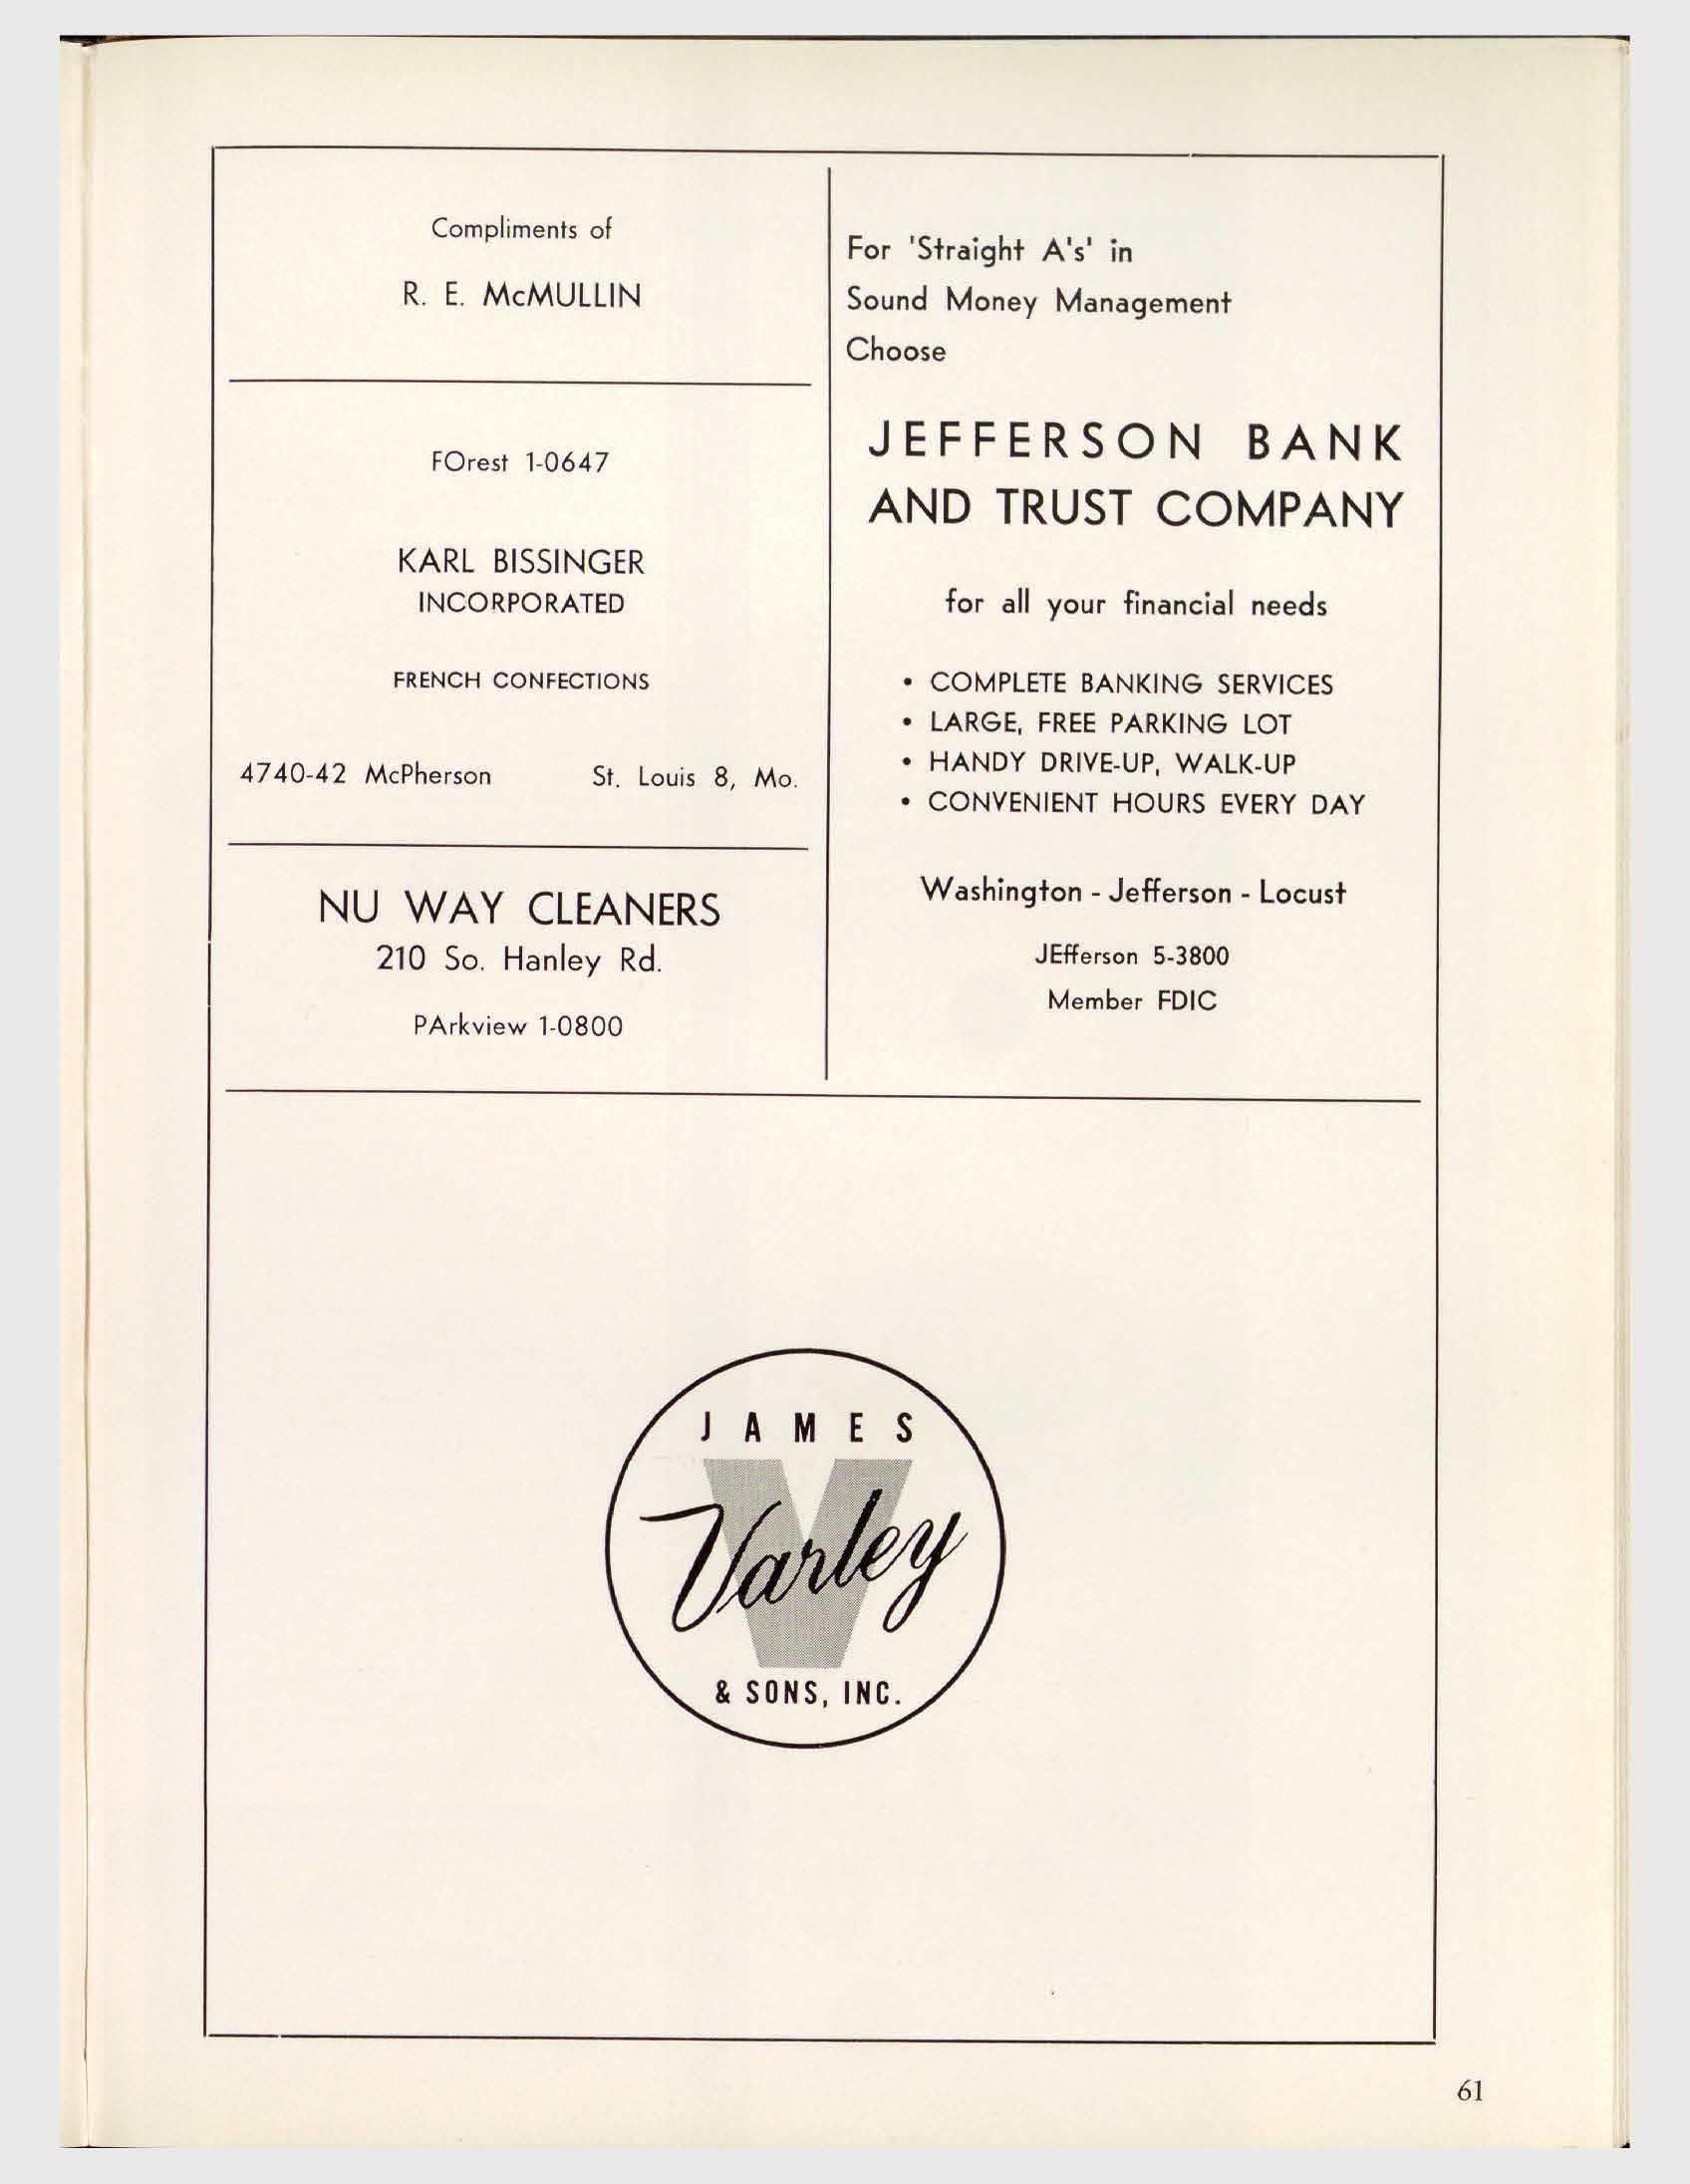 Compliments of
R. E. McMULLIN
FOrest 1-0647
KARL BISSINGER
INCORPORATED
FRENCH CONFECTIONS
4740-42 McPherson St. Louis 8, Mo.
NU WAY CLEANERS
210 So. Hanley Rd.
PArkview 1-0800
For 'Straight A's' in
Sound Money Management
Choose
JEFFERSON BANK
AND TRUST COMPANY
for all your financial needs
• COMPLETE BANKING SERVICES
• LARGE, FREE PARKING LOT
• HANDY DRIVE-UP, WALK-UP
• CONVENIENT HOURS EVERY DAY
Washington - Jefferson - Locust
JEfferson 5-3800
Member FDIC
JAMES
V
Varley
& SONS, INC.
61